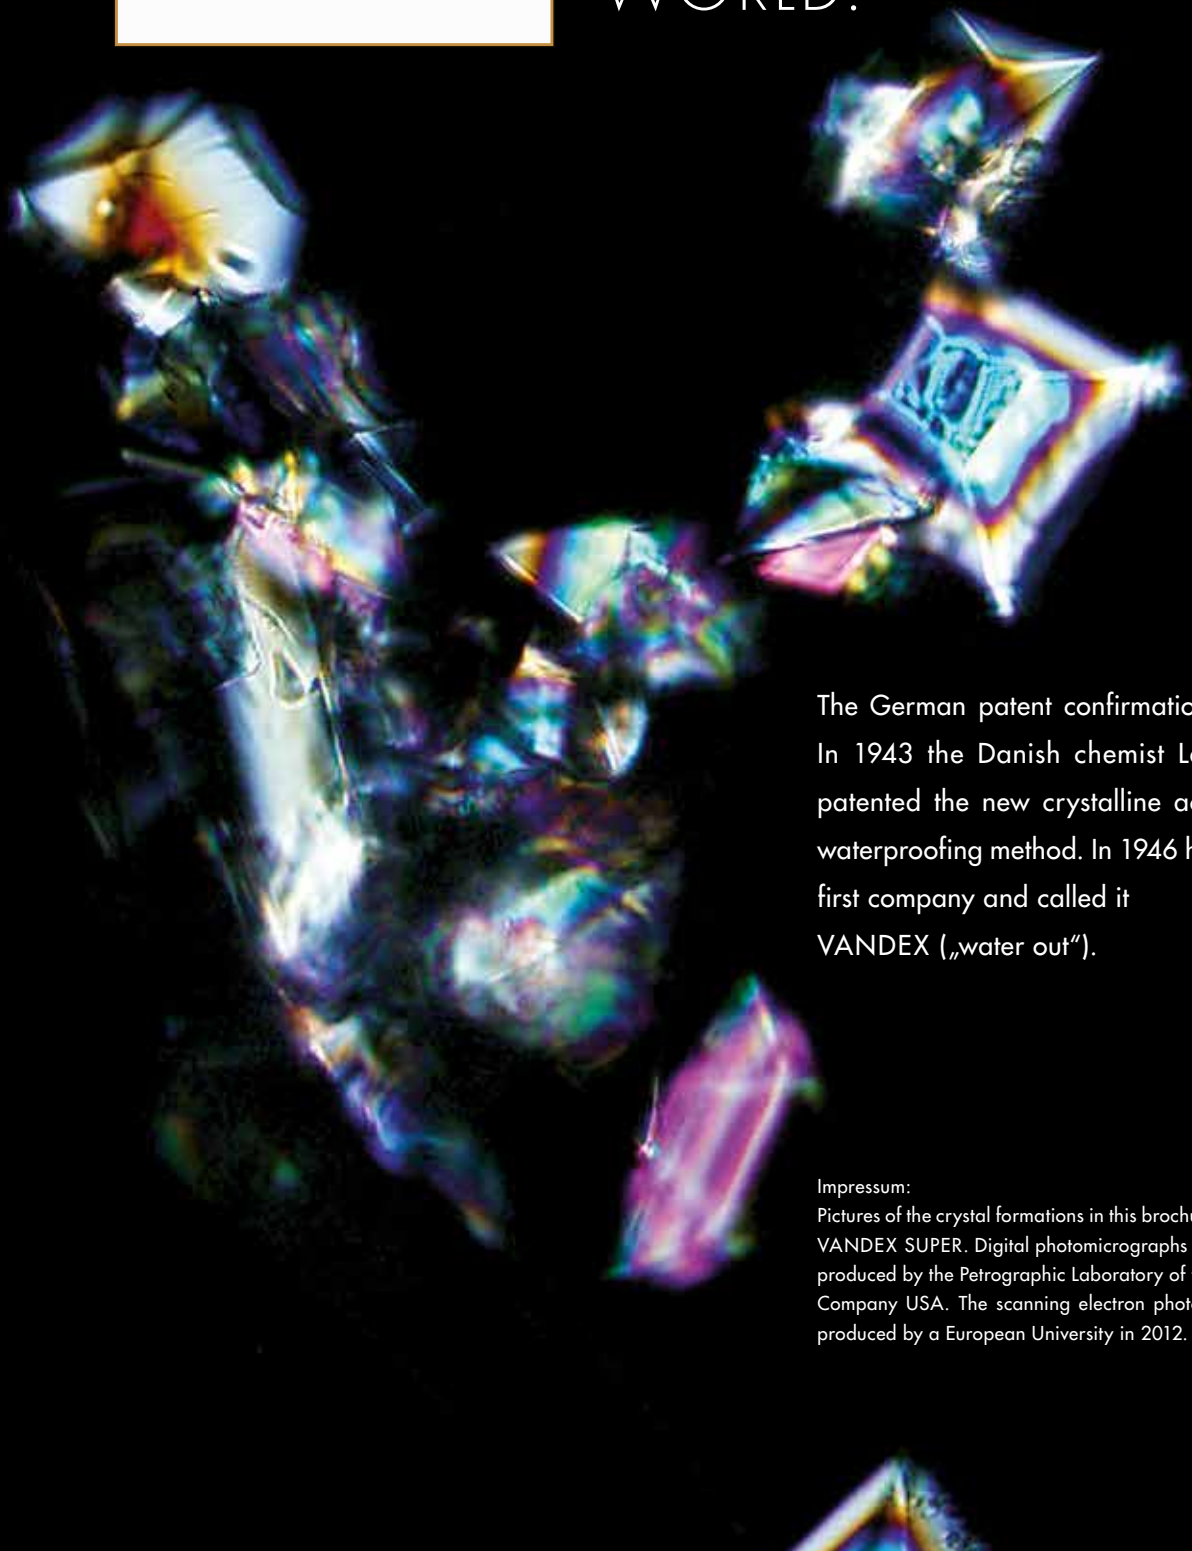 WORLD.
The German patent confirmatio
In 1943 the Danish chemist L
patented the new crystalline a
waterproofing method. In 1946 h
first company and called it
VANDEX („water out“).
Impressum:
Pictures of the crystal formations in this broch
VANDEX SUPER. Digital photomicrographs
produced by the Petrographic Laboratory of
Company USA. The scanning electron phot
produced by a European University in 2012.